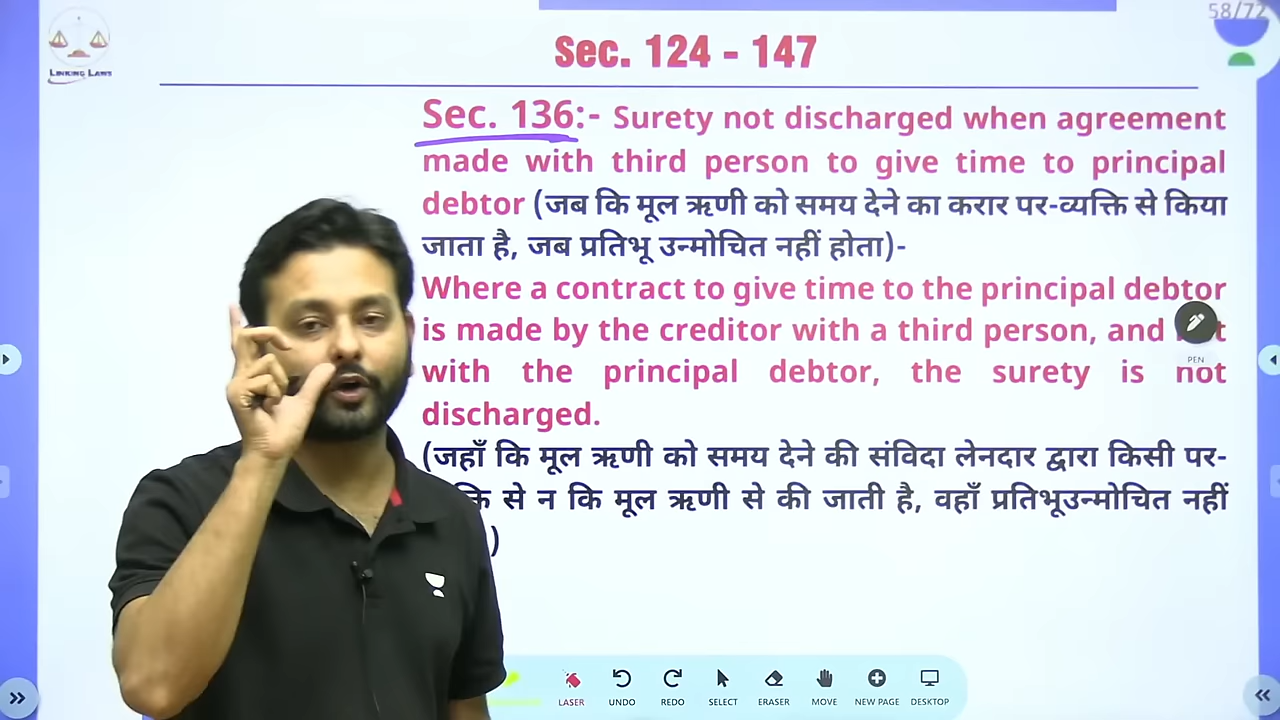 58/72
LINKING LAWS
Sec. 124 - 147
Sec. 136:- Surety not discharged when agreement
made with third person to give time to principal
debtor (जब कि मूल ऋणी को समय देने का करार पर-व्यक्ति से किया
जाता है, जब प्रतिभू उन्मोचित नहीं होता)-
Where a contract to give time to the principal debtor
is made by the creditor with a third person, and
with the principal debtor, the surety is not
discharged.
PEN
(जहाँ कि मूल ऋणी को समय देने की संविदा लेनदार द्वारा किसी पर-
से न कि मूल ऋणी से की जाती है, वहाँ प्रतिभूउन्मोचित नहीं
)
LASER
UNDO
REDO
SELECT
ERASER
MOVE
NEW PAGE
DESKTOP